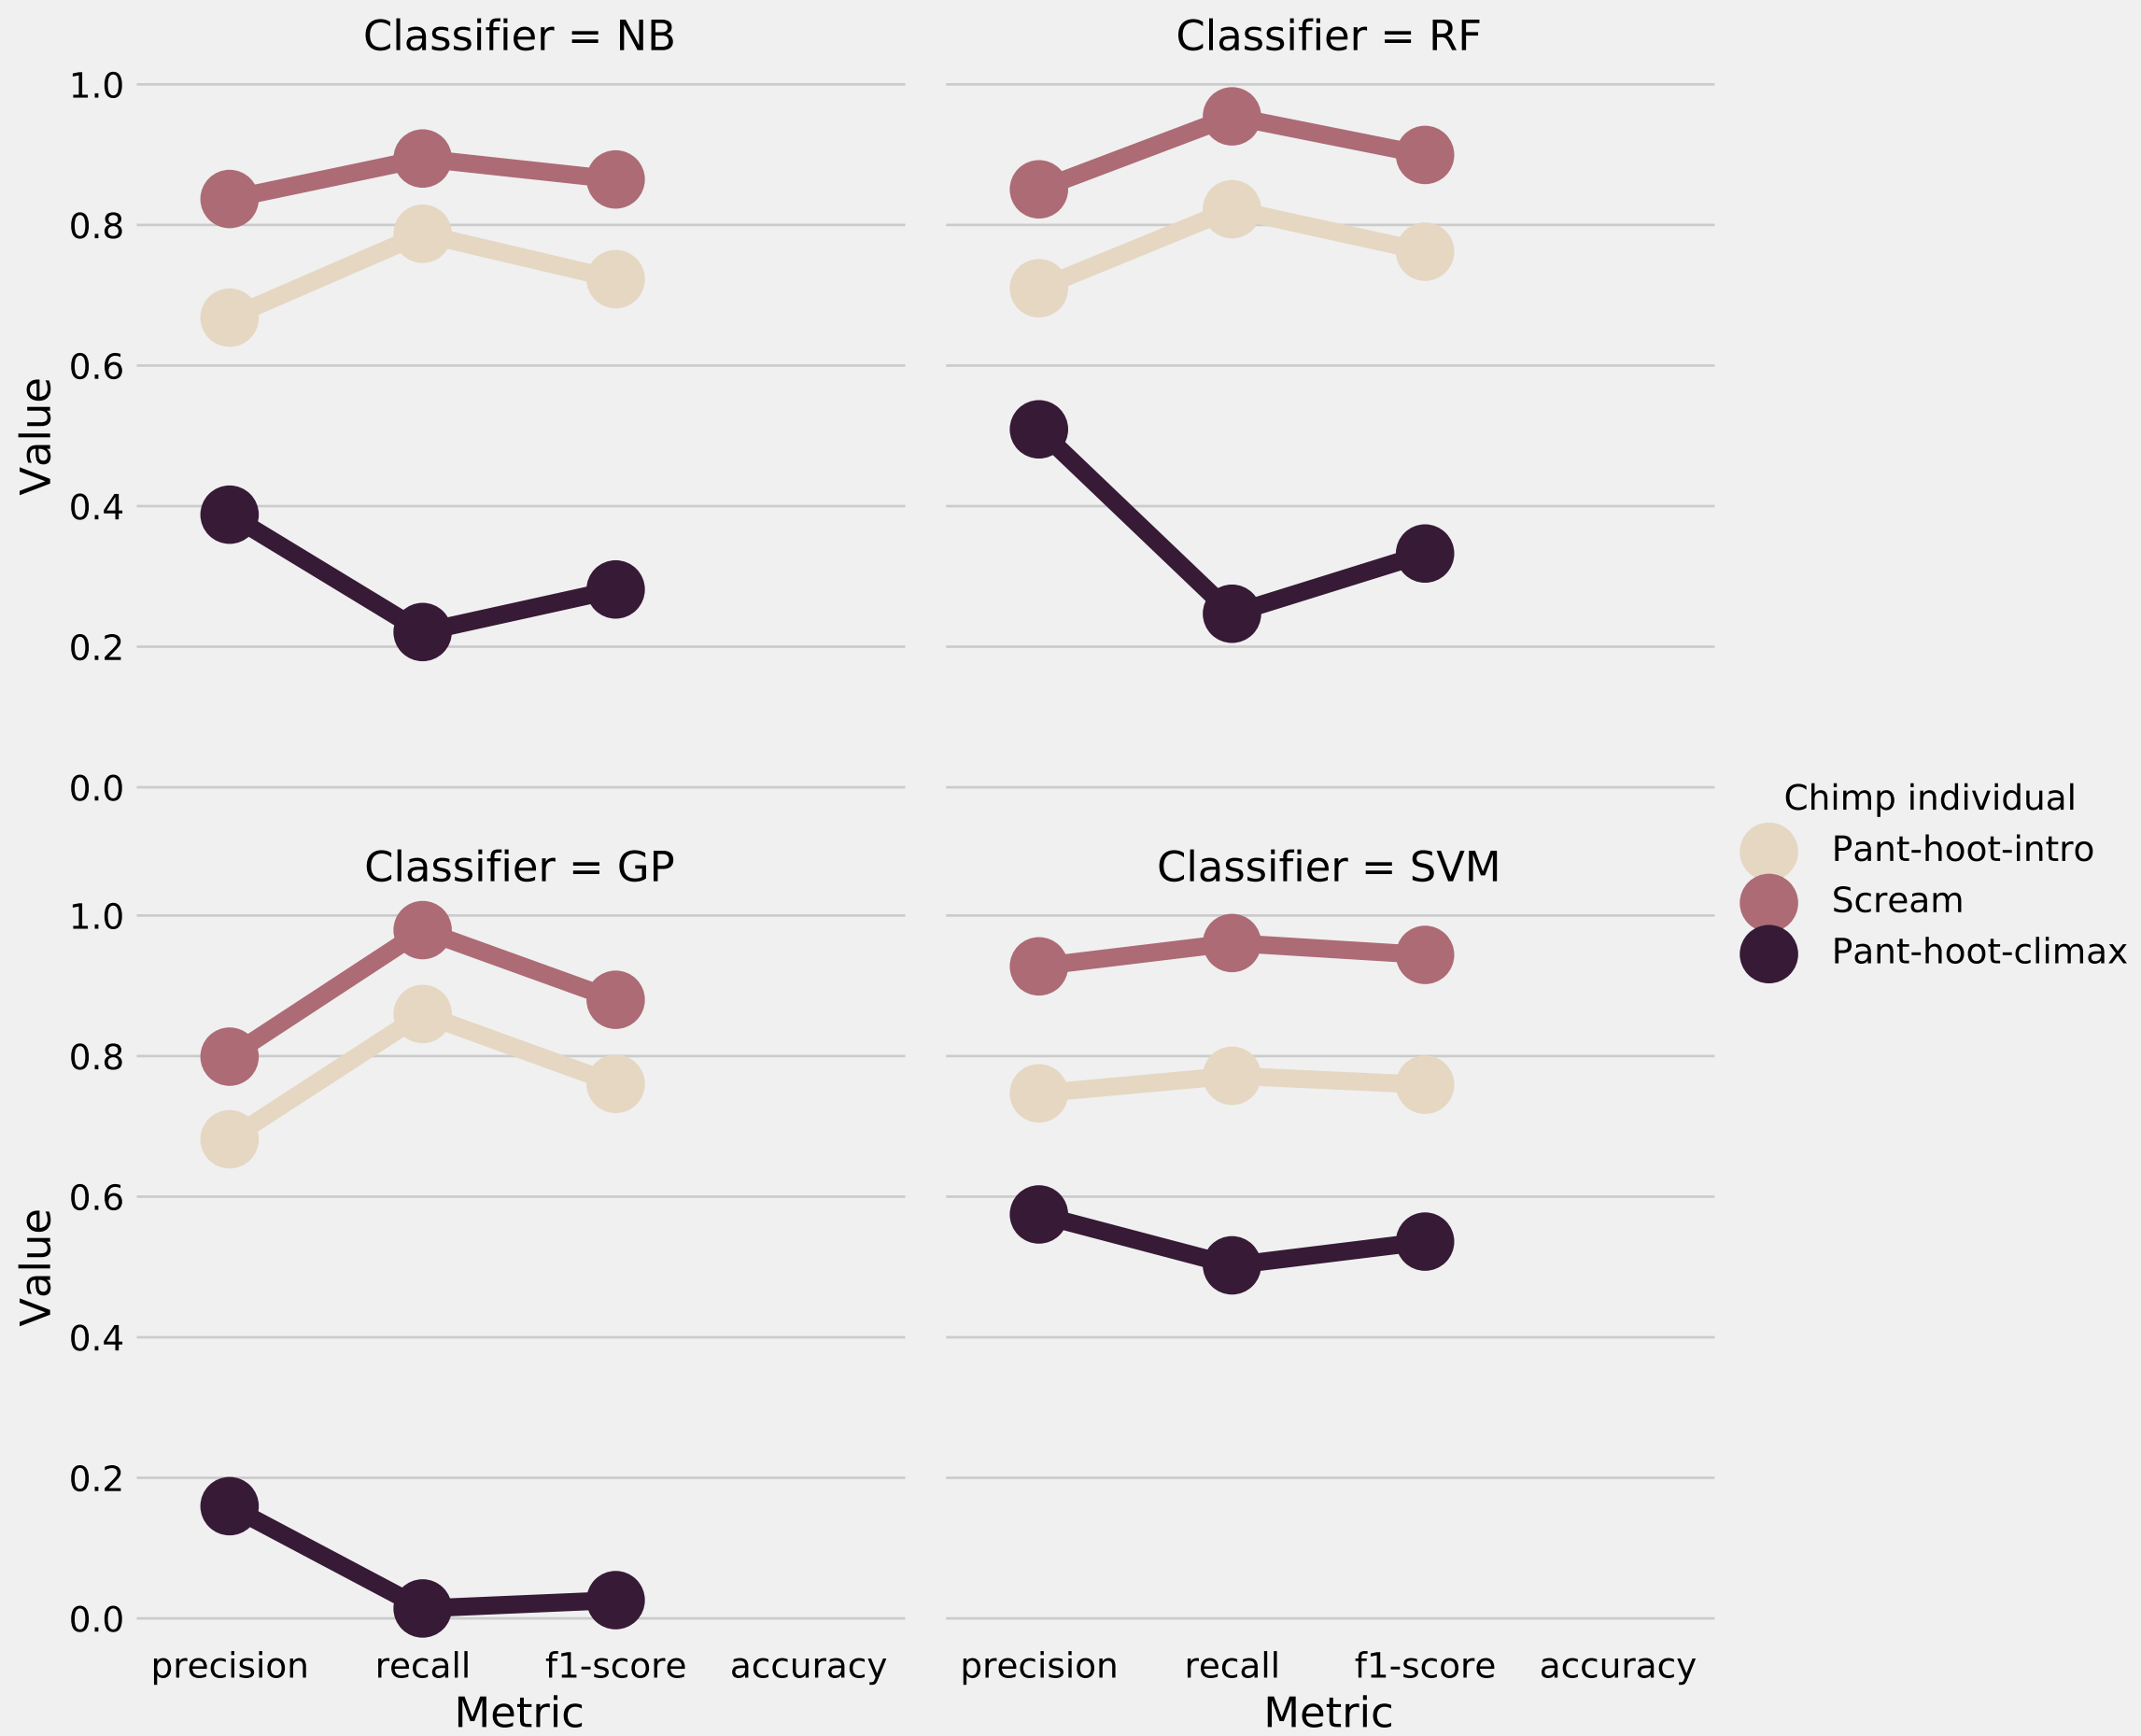 Classifier = NB
Classifier = RF
1.0
0.8
0.6
0.4
0.2
0.0
Value
Classifier = GP
Classifier = SVM
1.0
0.8
0.6
0.4
0.2
0.0
Value
precision recall f1-score accuracy
Metric
precision recall f1-score accuracy
Metric
Chimp individual
Pant-hoot-intro
Scream
Pant-hoot-climax